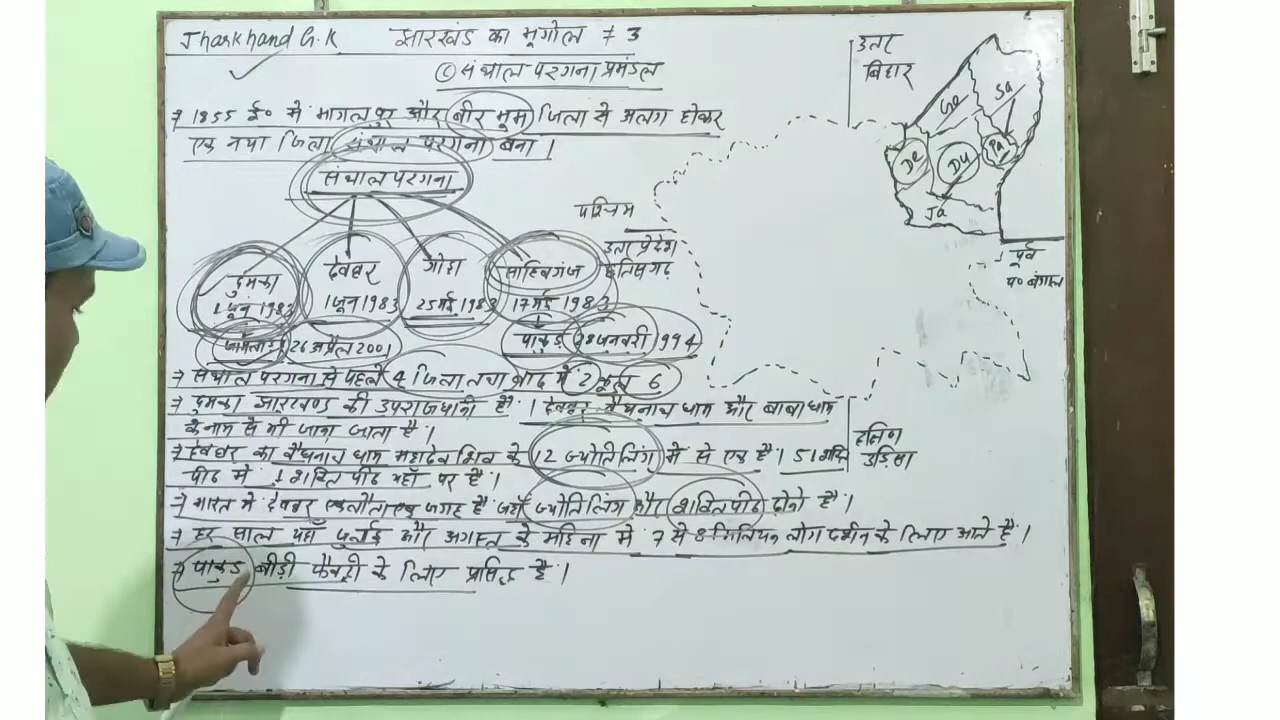 Jharkhand G.K झारखंड का भूगोल # 3
(C) संथाल परगना प्रमंडल
→ 1855 ई० में भागलपुर और बीरभूम जिला से अलग होकर
एक नया जिला संथाल परगना बना ।
संथाल परगना
दुमका देवघर गोड्डा साहिबगंज
1 जून 1983 1 जून 1983 25 मई 1983 17 मई 1983
जामताड़ा 26 अप्रैल 2001 पाकुड़ 28 जनवरी 1994
→ संथाल परगना से पहले 4 जिला तथा बाद में 2 कुल 6
→ दुमका झारखण्ड की उपराजधानी है । देवघर बैधनाथ धाम और बाबाधाम
के नाम से भी जाना जाता है ।
→ देवघर का बैधनाथ धाम महादेव शिव के 12 ज्योतिर्लिंग में से एक है । 51 शक्ति
पीठ में 1 शक्ति पीठ यहाँ पर है ।
→ भारत में देवघर एकलौता एक जगह है जहाँ ज्योतिर्लिंग और शक्तिपीठ दोनो है ।
→ हर साल यहाँ जुलाई और अगस्त के महिना में 7 से 8 मिलियन लोग दर्शन के लिए आते है ।
→ पाकुड़ बीड़ी फैक्ट्री के लिए प्रसिद्ध है ।
उत्तर
बिहार
Go Sa
De Du Pa
Ja
पश्चिम
उत्तर प्रदेश
छत्तिसगढ़
पूर्व
प० बंगाल
दक्षिण
उड़िसा